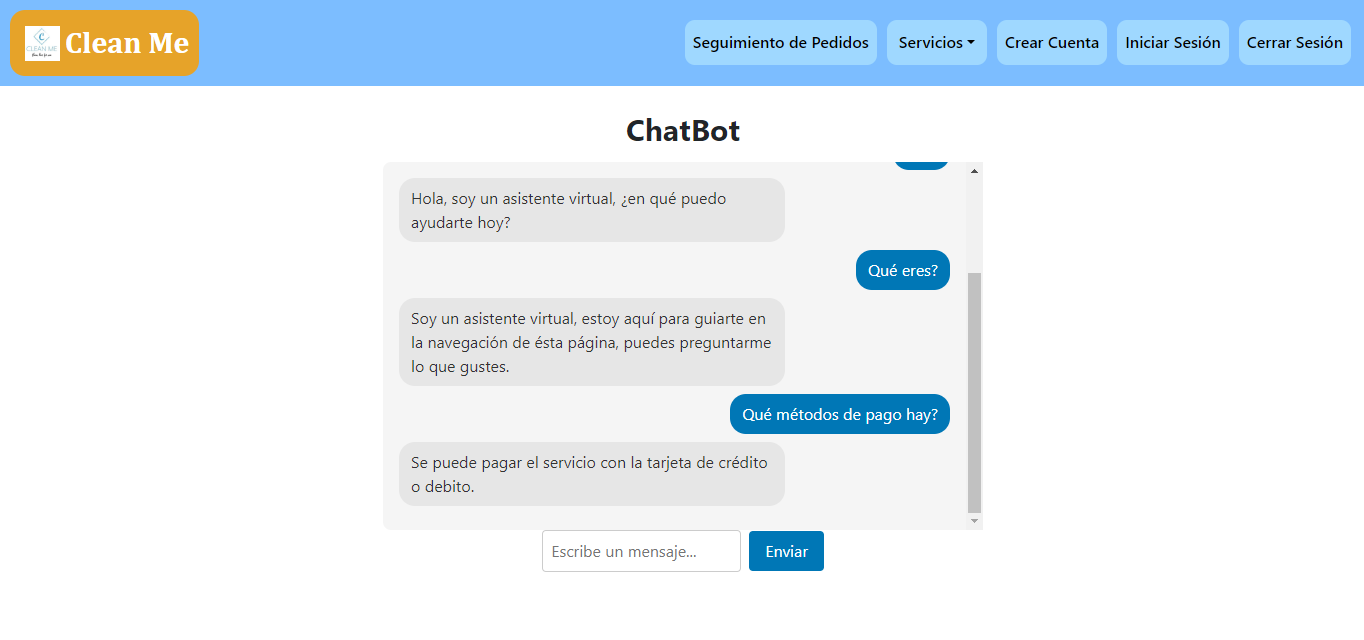 C
CLEAN ME
Clean Me
Seguimiento de Pedidos
Servicios
Crear Cuenta
Iniciar Sesión
Cerrar Sesión
ChatBot
Hola, soy un asistente virtual, ¿en qué puedo
ayudarte hoy?
Qué eres?
Soy un asistente virtual, estoy aquí para guiarte en
la navegación de ésta página, puedes preguntarme
lo que gustes.
Qué métodos de pago hay?
Se puede pagar el servicio con la tarjeta de crédito
o debito.
Escribe un mensaje...
Enviar